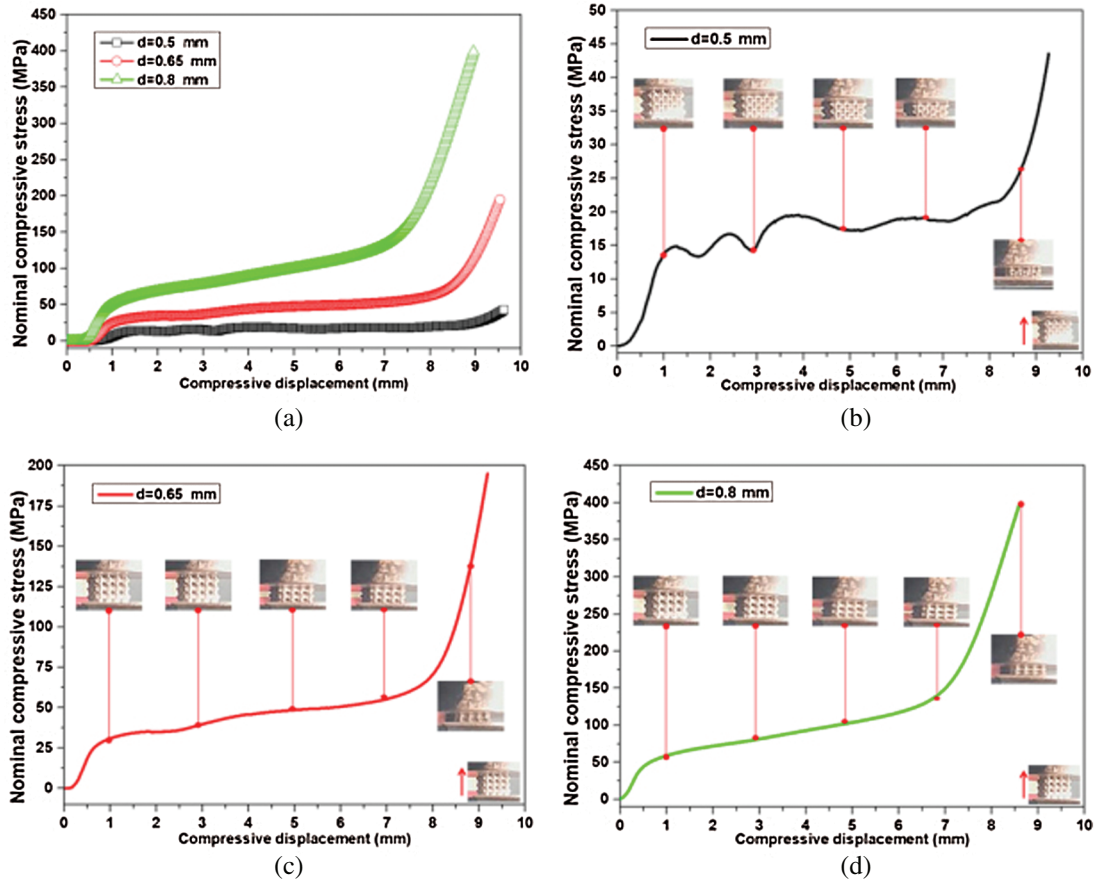 450
400
350
300
250
200
150
100
50
0
Nominal compressive stress (MPa)
d=0.5 mm
d=0.65 mm
d=0.8 mm
0 1 2 3 4 5 6 7 8 9 10
Compressive displacement (mm)
(a)
50
45
40
35
30
25
20
15
10
5
0
Nominal compressive stress (MPa)
d=0.5 mm
0 1 2 3 4 5 6 7 8 9 10
Compressive displacement (mm)
(b)
200
175
150
125
100
75
50
25
0
Nominal compressive stress (MPa)
d=0.65 mm
0 1 2 3 4 5 6 7 8 9 10
Compressive displacement (mm)
(c)
450
400
350
300
250
200
150
100
50
0
Nominal compressive stress (MPa)
d=0.8 mm
0 1 2 3 4 5 6 7 8 9 10
Compressive displacement (mm)
(d)